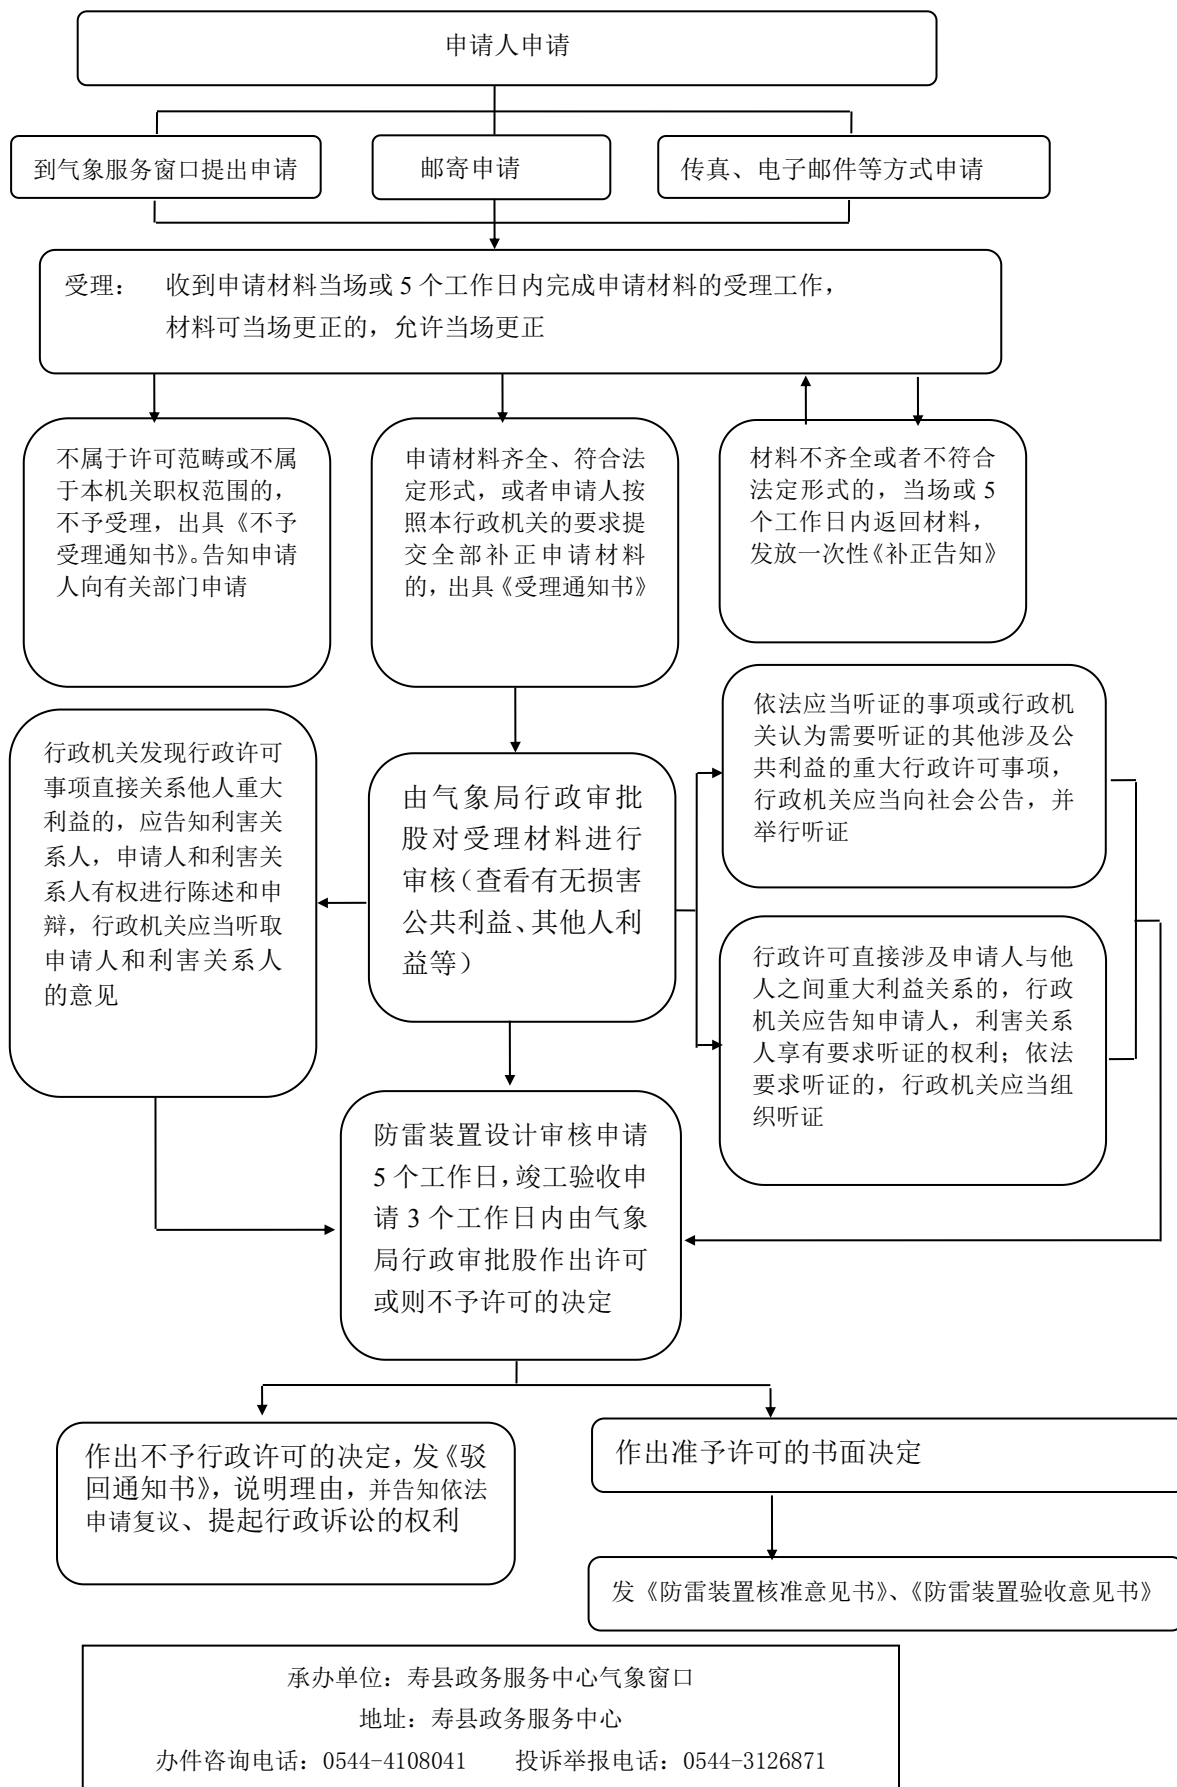 申请人申请
到气象服务窗口提出申请
邮寄申请
传真、电子邮件等方式申请
受理： 收到申请材料当场或 5 个工作日内完成申请材料的受理工作，
材料可当场更正的，允许当场更正
不属于许可范畴或不属
于本机关职权范围的，
不予受理，出具《不予
受理通知书》。告知申请
人向有关部门申请
申请材料齐全、符合法
定形式，或者申请人按
照本行政机关的要求提
交全部补正申请材料
的，出具《受理通知书》
材料不齐全或者不符合
法定形式的，当场或 5
个工作日内返回材料，
发放一次性《补正告知》
行政机关发现行政许可
事项直接关系他人重大
利益的，应告知利害关
系人，申请人和利害关
系人有权进行陈述和申
辩，行政机关应当听取
申请人和利害关系人
的意见
由气象局行政审批
股对受理材料进行
审核（查看有无损害
公共利益、其他人利
益等）
依法应当听证的事项或行政机
关认为需要听证的其他涉及公
共利益的重大行政许可事项，
行政机关应当向社会公告，并
举行听证
行政许可直接涉及申请人与他
人之间重大利益关系的，行政
机关应告知申请人，利害关系
人享有要求听证的权利；依法
要求听证的，行政机关应当组
织听证
防雷装置设计审核申请
5 个工作日，竣工验收申
请 3 个工作日内由气象
局行政审批股作出许可
或则不予许可的决定
作出不予行政许可的决定，发《驳
回通知书》，说明理由，并告知依法
申请复议、提起行政诉讼的权利
作出准予许可的书面决定
发《防雷装置核准意见书》、《防雷装置验收意见书》
承办单位：寿县政务服务中心气象窗口
地址：寿县政务服务中心
办件咨询电话：0544-4108041 投诉举报电话：0544-3126871